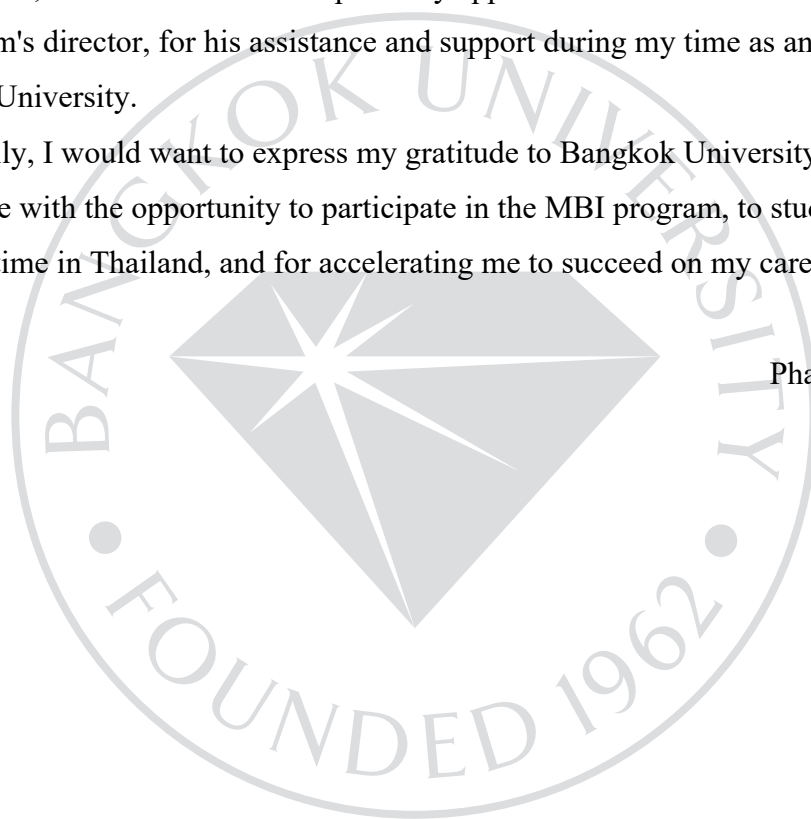 m's director, for his assistance and support during my time as an
University.
ly, I would want to express my gratitude to Bangkok University
e with the opportunity to participate in the MBI program, to stu
time in Thailand, and for accelerating me to succeed on my care
Pha
BANGKOK UNIVERSITY
• FOUNDED 1962 •